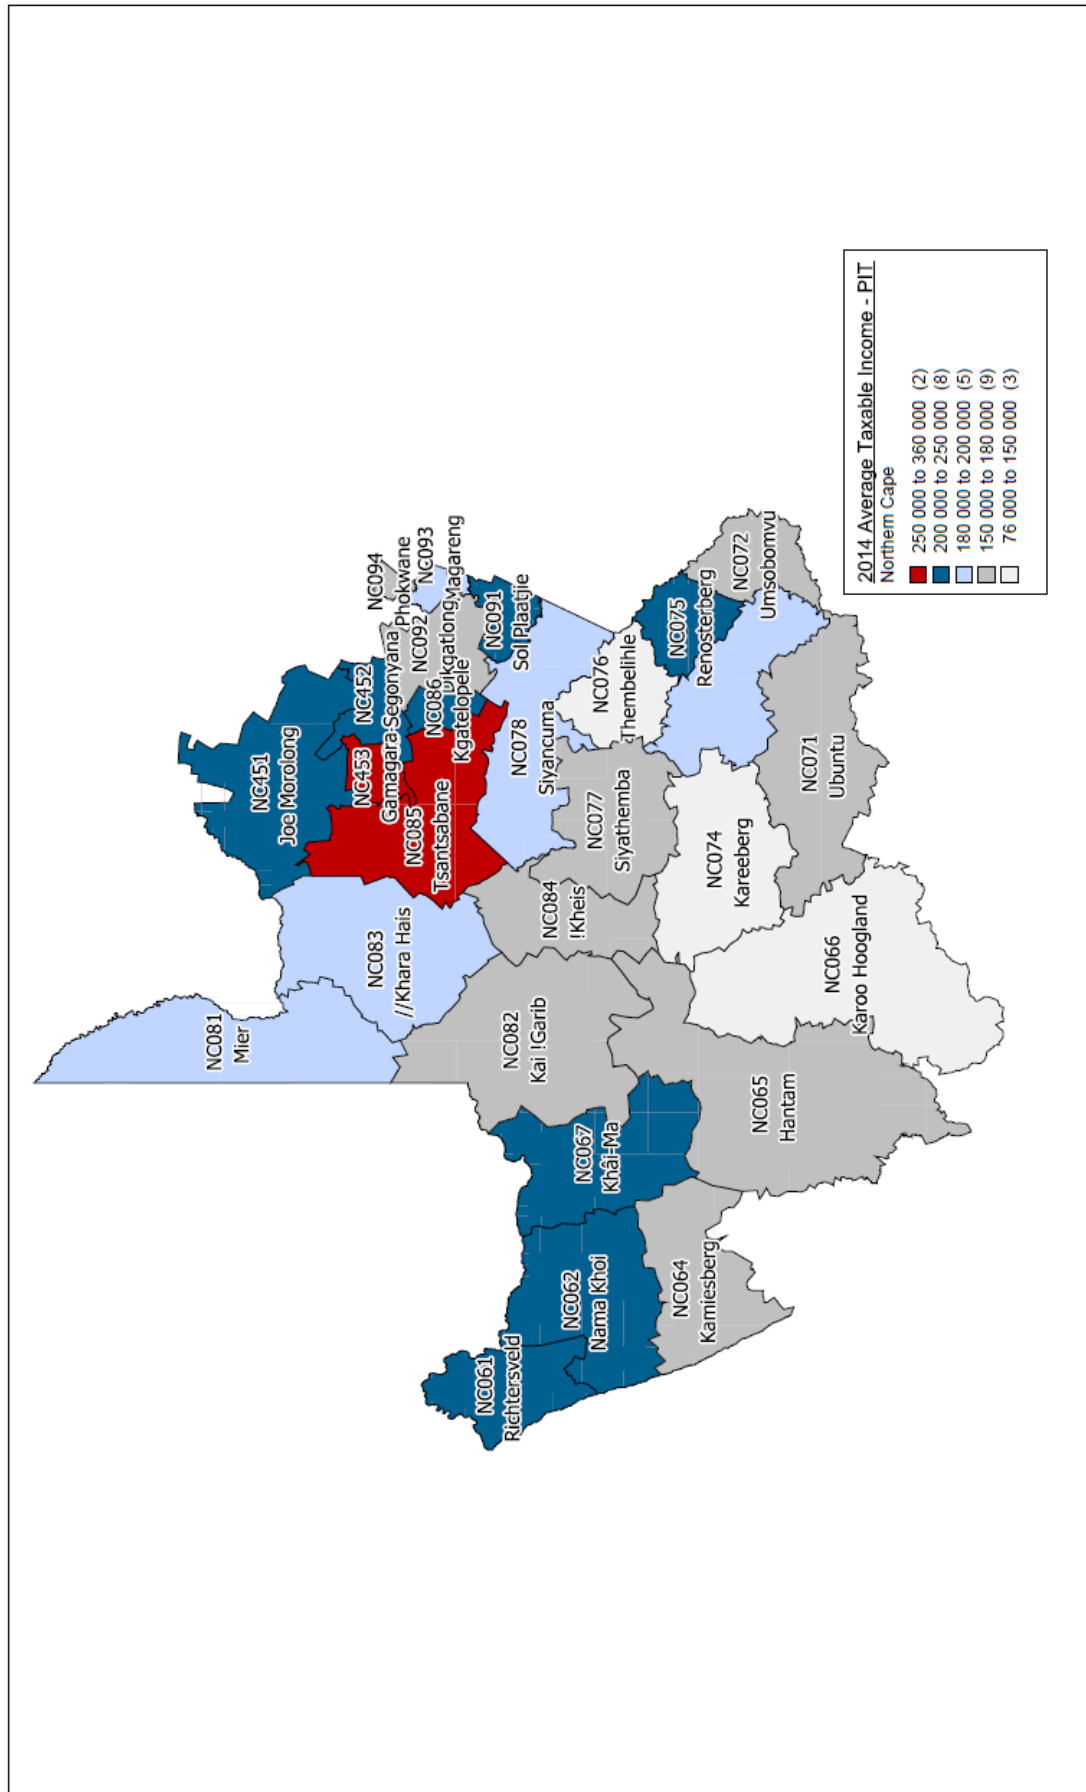 NC081
Mier
NC083
//Khara Hais
NC451
Joe Morolong
NC453
Gamagara
NC452
Ga-Segonyana
NC094
Phokwane
NC093
Magareng
NC092
Dikgatlong
NC086
Kgatelopele
NC085
Tsantsabane
NC091
Sol Plaatjie
NC078
Siyancuma
NC061
Richtersveld
NC062
Nama Khoi
NC067
Khâi-Ma
NC082
Kai !Garib
NC084
!Kheis
NC077
Siyathemba
NC076
Thembelihle
NC075
Renosterberg
NC072
Umsobomvu
NC064
Kamiesberg
NC065
Hantam
NC066
Karoo Hoogland
NC074
Kareeberg
NC071
Ubuntu
2014 Average Taxable Income - PIT
Northern Cape
250 000 to 360 000 (2)
200 000 to 250 000 (8)
180 000 to 200 000 (5)
150 000 to 180 000 (9)
76 000 to 150 000 (3)